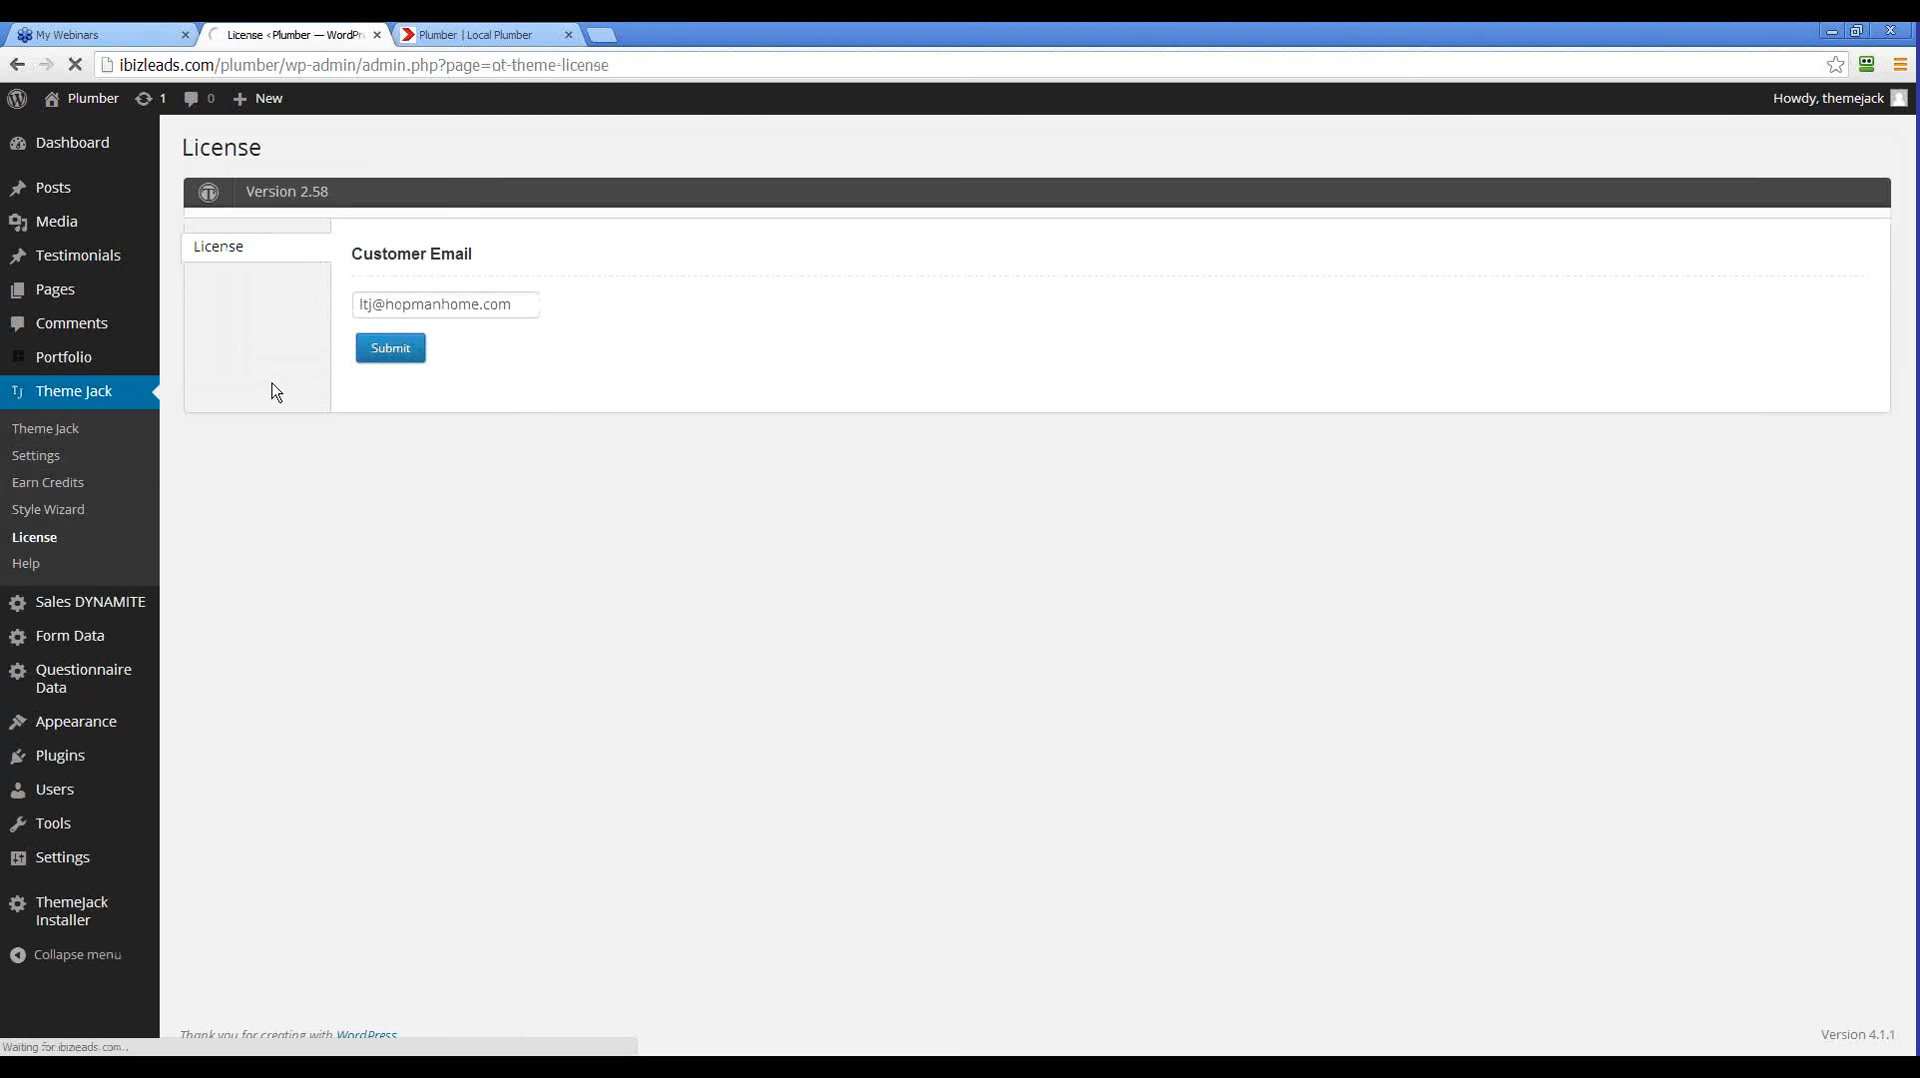 My Webinars
License ‹ Plumber — WordPr
Plumber | Local Plumber
ibizleads.com/plumber/wp-admin/admin.php?page=ot-theme-license
Plumber
1
0
New
Howdy, themejack
Dashboard
Posts
Media
Testimonials
Pages
Comments
Portfolio
Theme Jack
Theme Jack
Settings
Earn Credits
Style Wizard
License
Help
Sales DYNAMITE
Form Data
Questionnaire
Data
Appearance
Plugins
Users
Tools
Settings
ThemeJack
Installer
Collapse menu
License
Version 2.58
License
Customer Email
ltj@hopmanhome.com
Submit
Thank you for creating with WordPress
Version 4.1.1
Waiting for ibizleads.com...